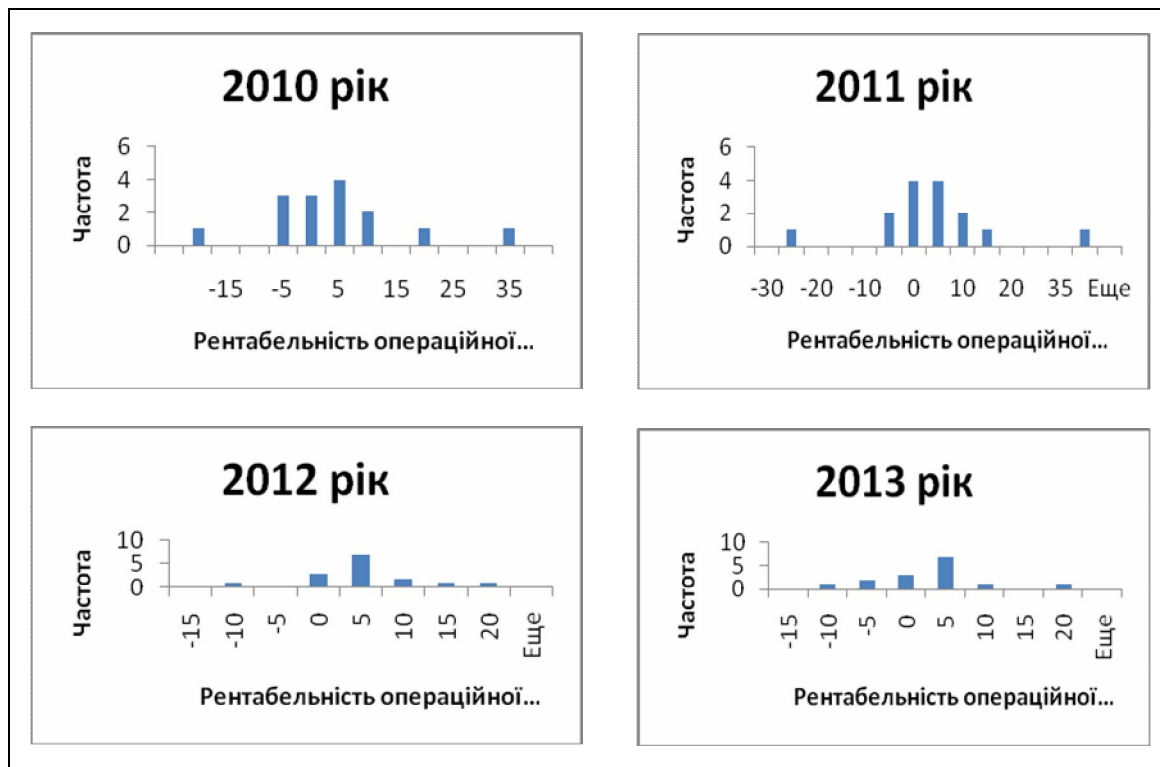 2010 рік
Частота
6
4
2
0
-15 -5 5 15 25 35
Рентабельність операційної...
2011 рік
Частота
6
4
2
0
-30 -20 -10 0 10 20 35 Еще
Рентабельність операційної...
2012 рік
Частота
10
5
0
-15 -10 -5 0 5 10 15 20 Еще
Рентабельність операційної...
2013 рік
Частота
10
5
0
-15 -10 -5 0 5 10 15 20 Еще
Рентабельність операційної...